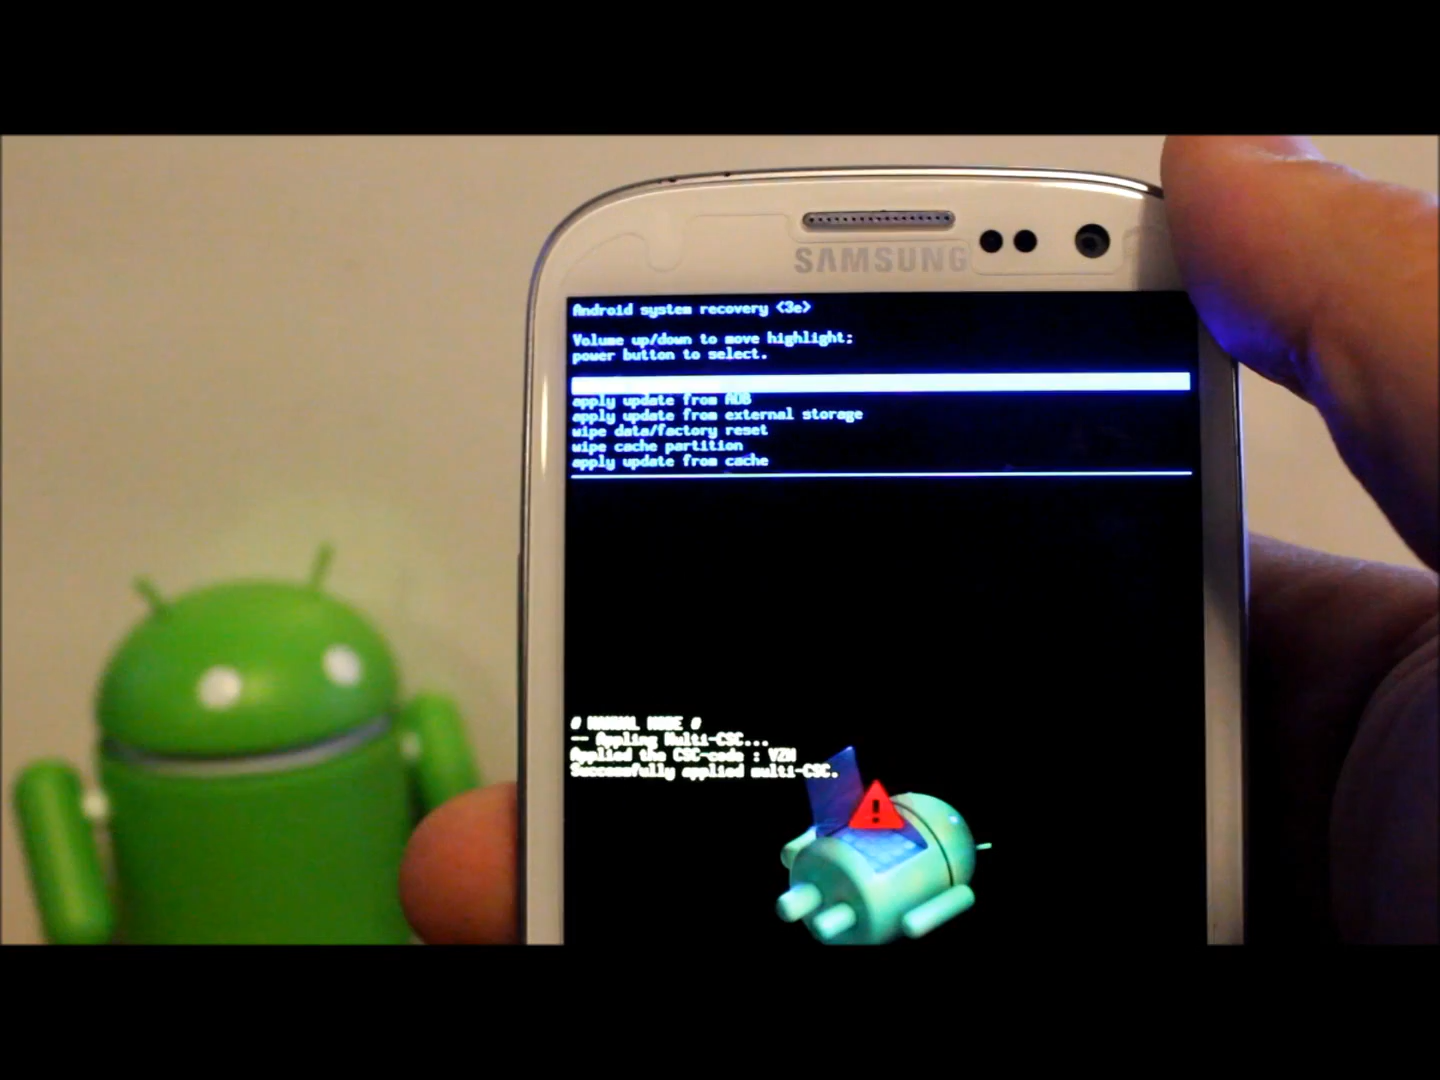 SAMSUNG
Android system recovery <3e>
Volume up/down to move highlight;
power button to select.
apply update from ADB
apply update from external storage
wipe data/factory reset
wipe cache partition
apply update from cache
# MANUAL MODE #
-- Appling Multi-CSC...
Applied the CSC-code : VZW
Successfully applied multi-CSC.